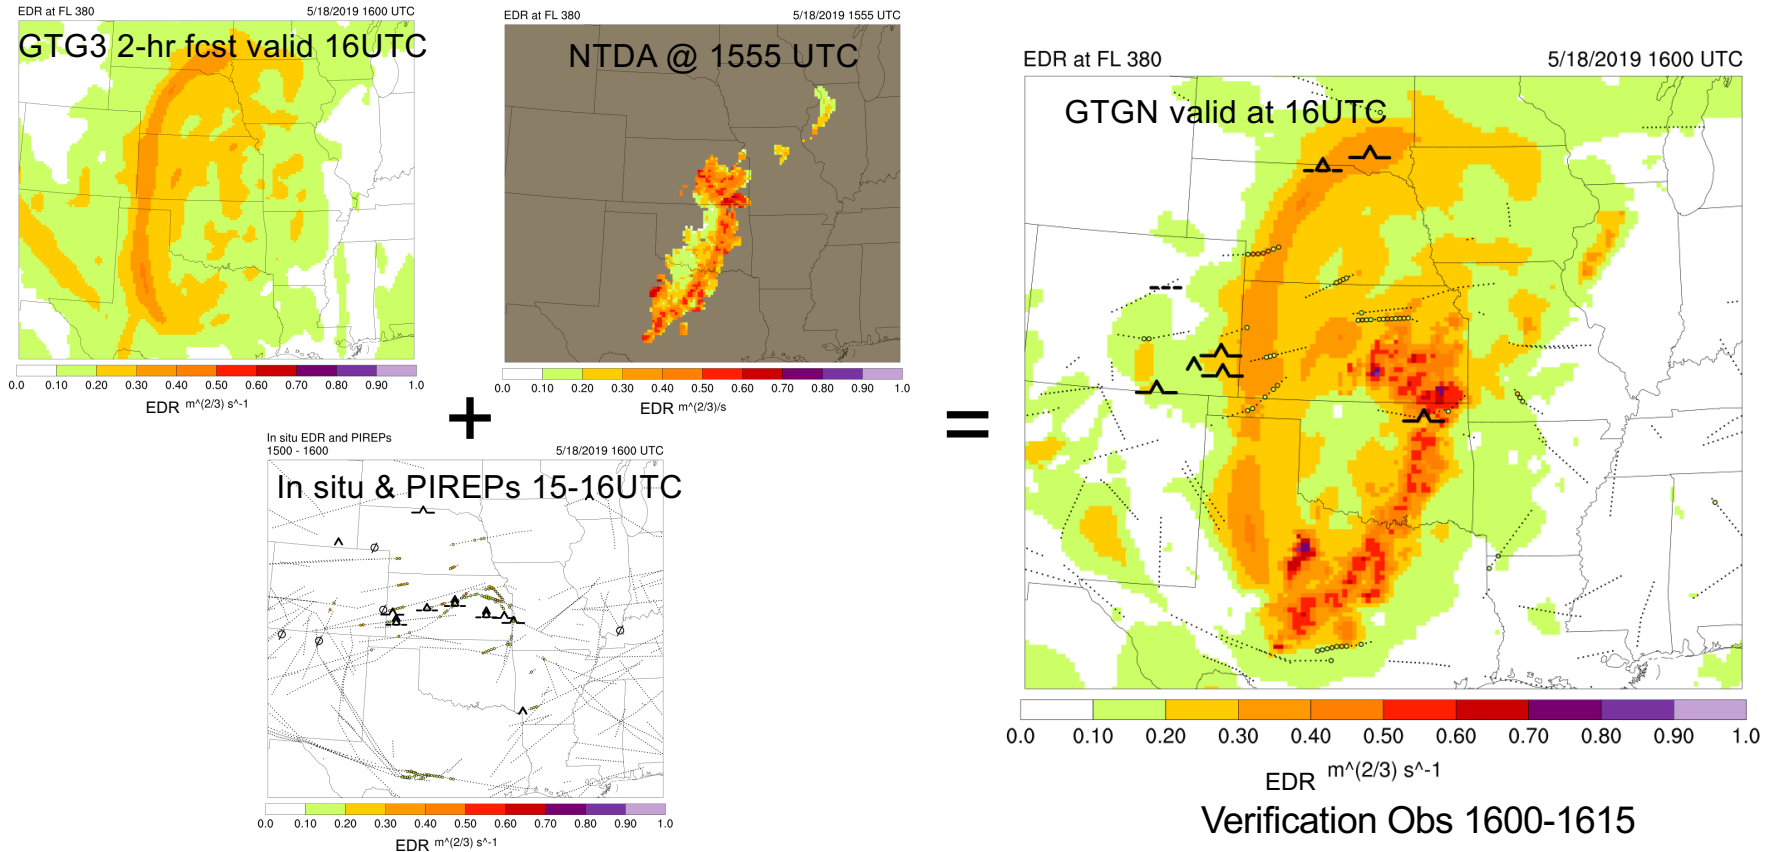 EDR at FL 380 5/18/2019 1600 UTC
GTG3 2-hr fcst valid 16UTC
0.0 0.10 0.20 0.30 0.40 0.50 0.60 0.70 0.80 0.90 1.0
EDR m^(2/3) s^-1
EDR at FL 380 5/18/2019 1555 UTC
NTDA @ 1555 UTC
0.0 0.10 0.20 0.30 0.40 0.50 0.60 0.70 0.80 0.90 1.0
EDR m^(2/3)/s
+
In situ EDR and PIREPs
1500 - 1600 5/18/2019 1600 UTC
In situ & PIREPs 15-16UTC
0.0 0.10 0.20 0.30 0.40 0.50 0.60 0.70 0.80 0.90 1.0
EDR m^(2/3) s^-1
=
EDR at FL 380 5/18/2019 1600 UTC
GTGN valid at 16UTC
0.0 0.10 0.20 0.30 0.40 0.50 0.60 0.70 0.80 0.90 1.0
EDR m^(2/3) s^-1
Verification Obs 1600-1615